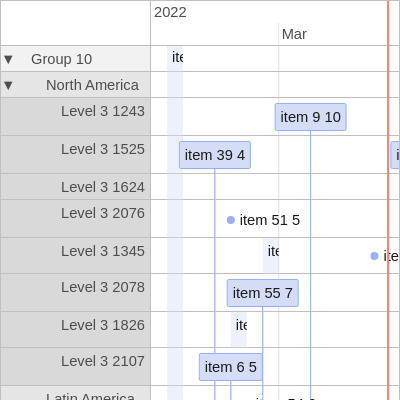 2022
Mar
▼ Group 10
ite
▼ North America
Level 3 1243
item 9 10
Level 3 1525
item 39 4
i
Level 3 1624
Level 3 2076
item 51 5
Level 3 1345
ite
ite
Level 3 2078
item 55 7
Level 3 1826
ite
Level 3 2107
item 6 5
Latin America